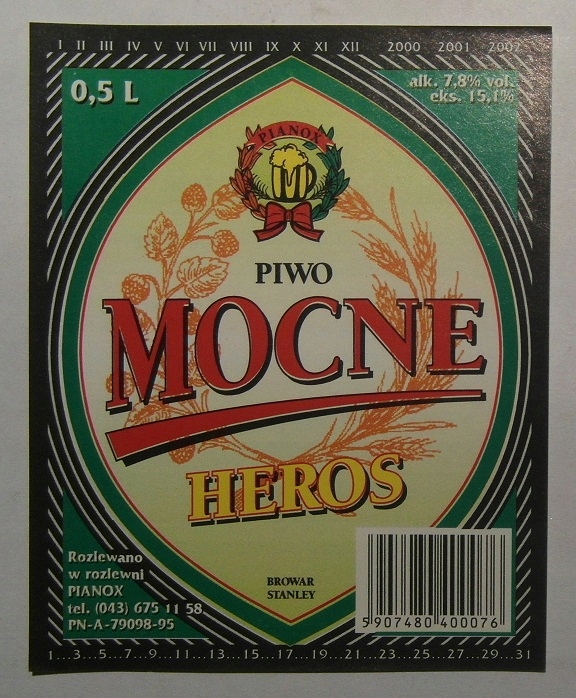 I II III IV V VI VII VIII IX X XI XII 2000 2001 2002
0,5 L
alk. 7,8% vol.
eks. 15,1%
PIANOX
PIWO
MOCNE
HEROS
Rozlewano
w rozlewni
PIANOX
tel. (043) 675 11 58
PN-A-79098-95
BROWAR
STANLEY
5907480 400076
1...3...5...7...9...11...13...15...17...19...21...23...25...27...29...31